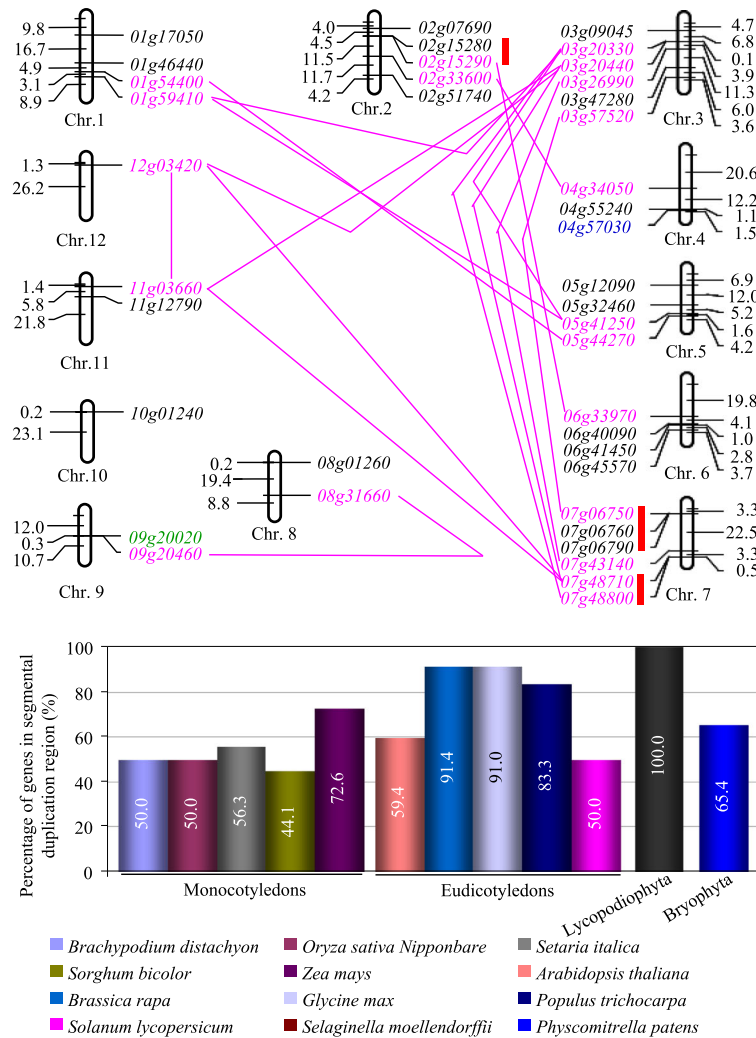 9.8
16.7
4.9
3.1
8.9
01g17050
01g46440
01g54400
01g59410
Chr.1
4.0
4.5
11.5
11.7
4.2
02g07690
02g15280
02g15290
02g33600
02g51740
Chr.2
03g09045
03g20330
03g20440
03g26990
03g47280
03g57520
4.7
6.8
0.1
3.9
11.3
6.0
3.6
Chr.3
1.3
26.2
12g03420
Chr.12
04g34050
04g55240
04g57030
20.6
12.2
1.1
1.5
Chr.4
1.4
5.8
21.8
11g03660
11g12790
Chr.11
05g12090
05g32460
05g41250
05g44270
6.9
12.0
5.2
1.6
4.2
Chr.5
0.2
23.1
10g01240
Chr.10
06g33970
06g40090
06g41450
06g45570
19.8
4.1
1.0
2.8
3.7
Chr. 6
0.2
19.4
8.8
08g01260
08g31660
Chr. 8
12.0
0.3
10.7
09g20020
09g20460
Chr. 9
07g06750
07g06760
07g06790
07g43140
07g48710
07g48800
3.3
22.5
3.3
0.5
Chr. 7
Percentage of genes in segmental
duplication region (%)
100
80
60
40
20
0
50.0
50.0
56.3
44.1
72.6
59.4
91.4
91.0
83.3
50.0
100.0
65.4
Monocotyledons
Eudicotyledons
Lycopodiophyta
Bryophyta
Brachypodium distachyon
Oryza sativa Nipponbare
Setaria italica
Sorghum bicolor
Zea mays
Arabidopsis thaliana
Brassica rapa
Glycine max
Populus trichocarpa
Solanum lycopersicum
Selaginella moellendorffii
Physcomitrella patens